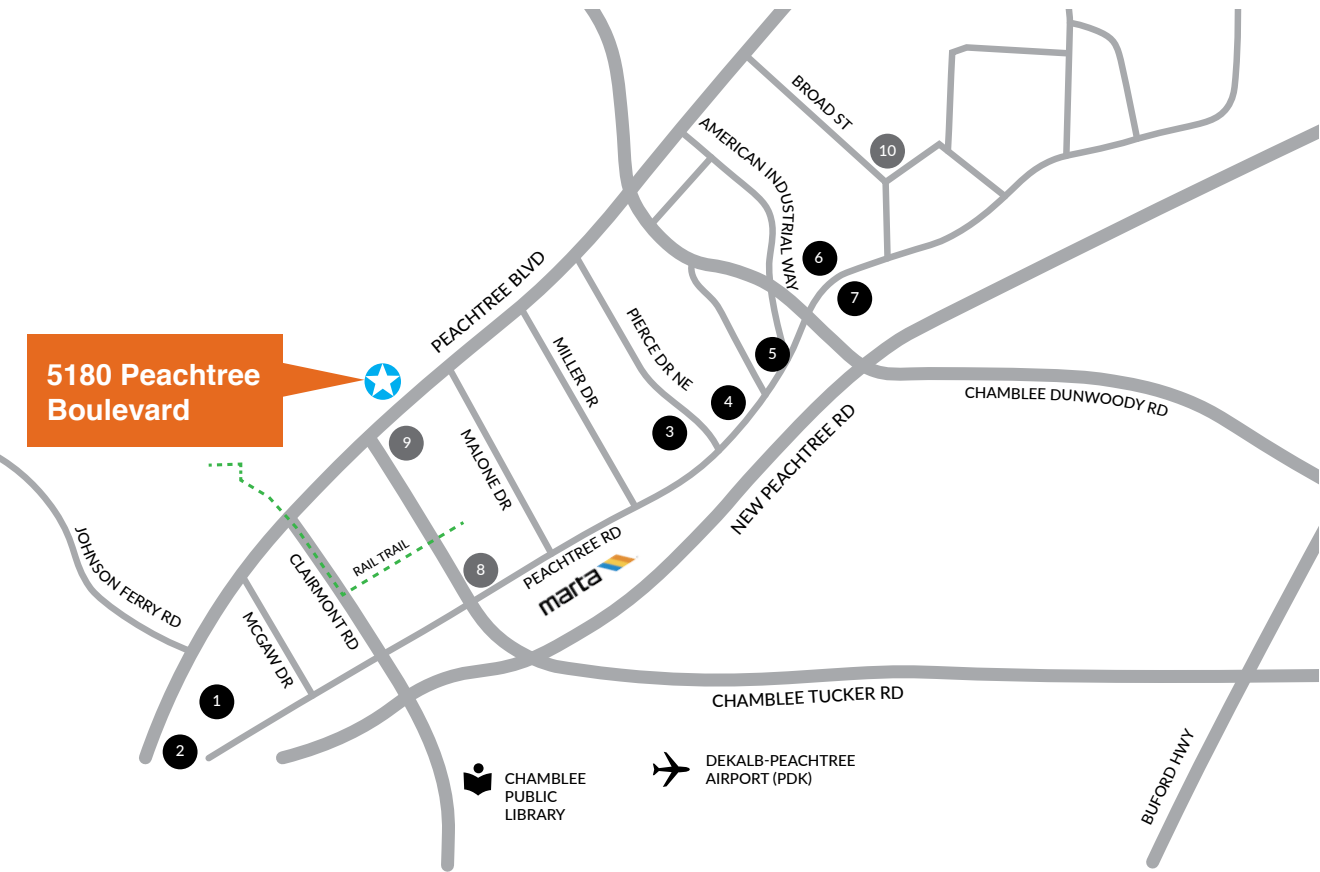 BROAD ST
AMERICAN INDUSTRIAL WAY
10
6
7
PEACHTREE BLVD
PIERCE DR NE
MILLER DR
5180 Peachtree
Boulevard
5
4
3
CHAMBLEE DUNWOODY RD
9
MALONE DR
NEW PEACHTREE RD
JOHNSON FERRY RD
RAIL TRAIL
CLAIRMONT RD
8
PEACHTREE RD
marta
MCGAW DR
1
2
CHAMBLEE TUCKER RD
CHAMBLEE
PUBLIC
LIBRARY
DEKALB-PEACHTREE
AIRPORT (PDK)
BUFORD HWY